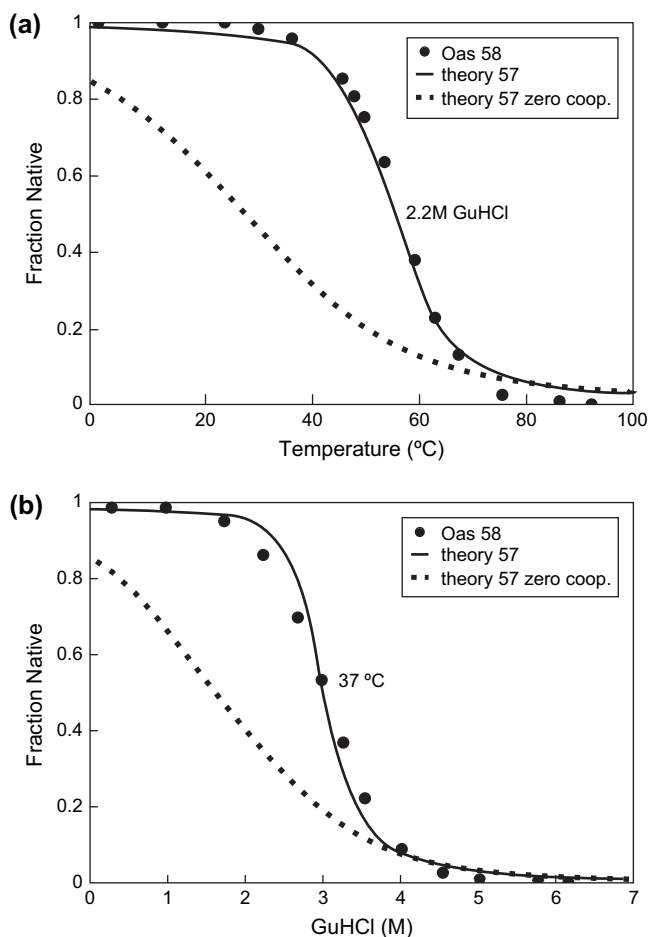 (a)
1
0.8
0.6
0.4
0.2
0
Fraction Native
Oas 58
theory 57
theory 57 zero coop.
2.2M GuHCl
0 20 40 60 80 100
Temperature (ºC)
(b)
1
0.8
0.6
0.4
0.2
0
Fraction Native
Oas 58
theory 57
theory 57 zero coop.
37 ºC
0 1 2 3 4 5 6 7
GuHCl (M)